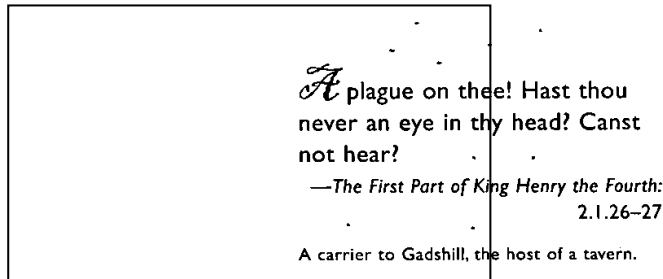 A plague on thee! Hast thou
never an eye in thy head? Canst
not hear?
—The First Part of King Henry the Fourth:
2.1.26–27
A carrier to Gadshill, the host of a tavern.